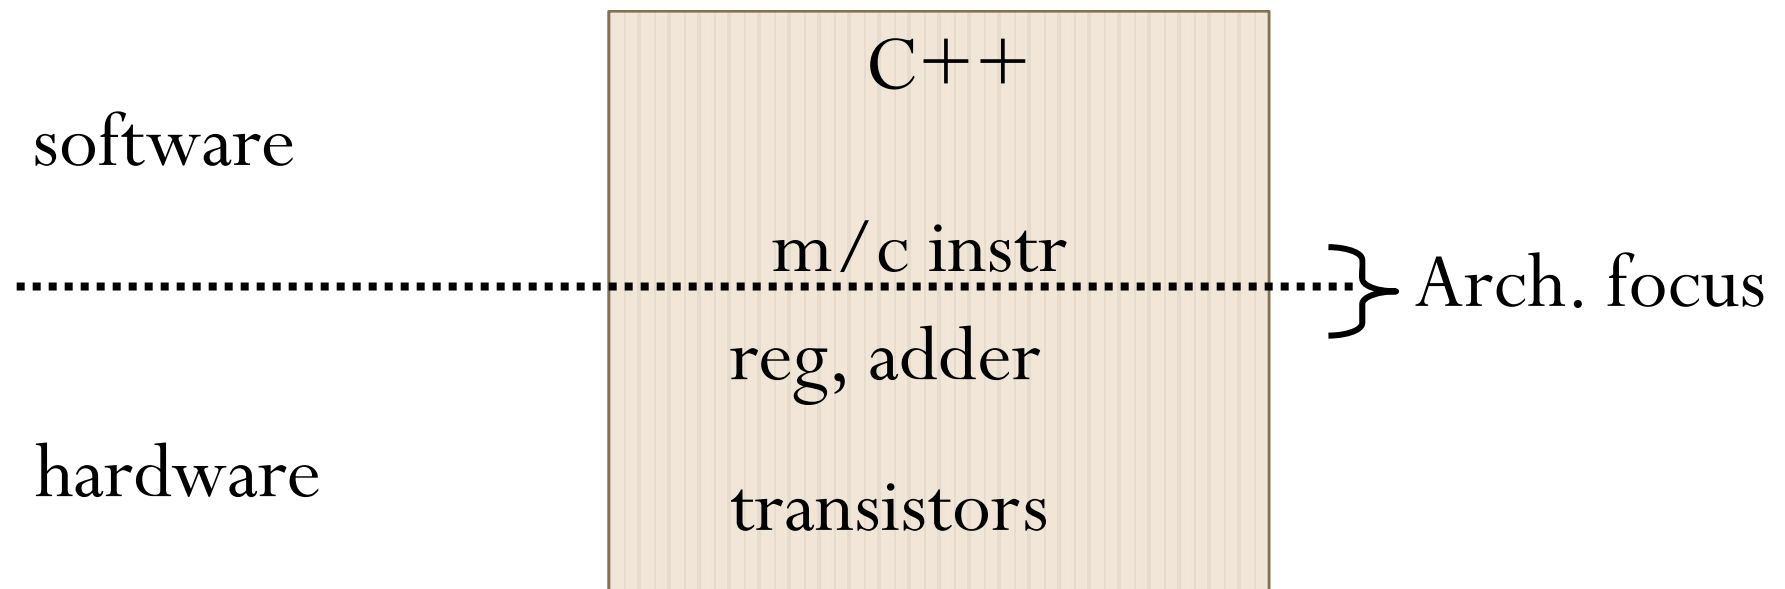 C++
software
m/c instr
Arch. focus
reg, adder
hardware
transistors